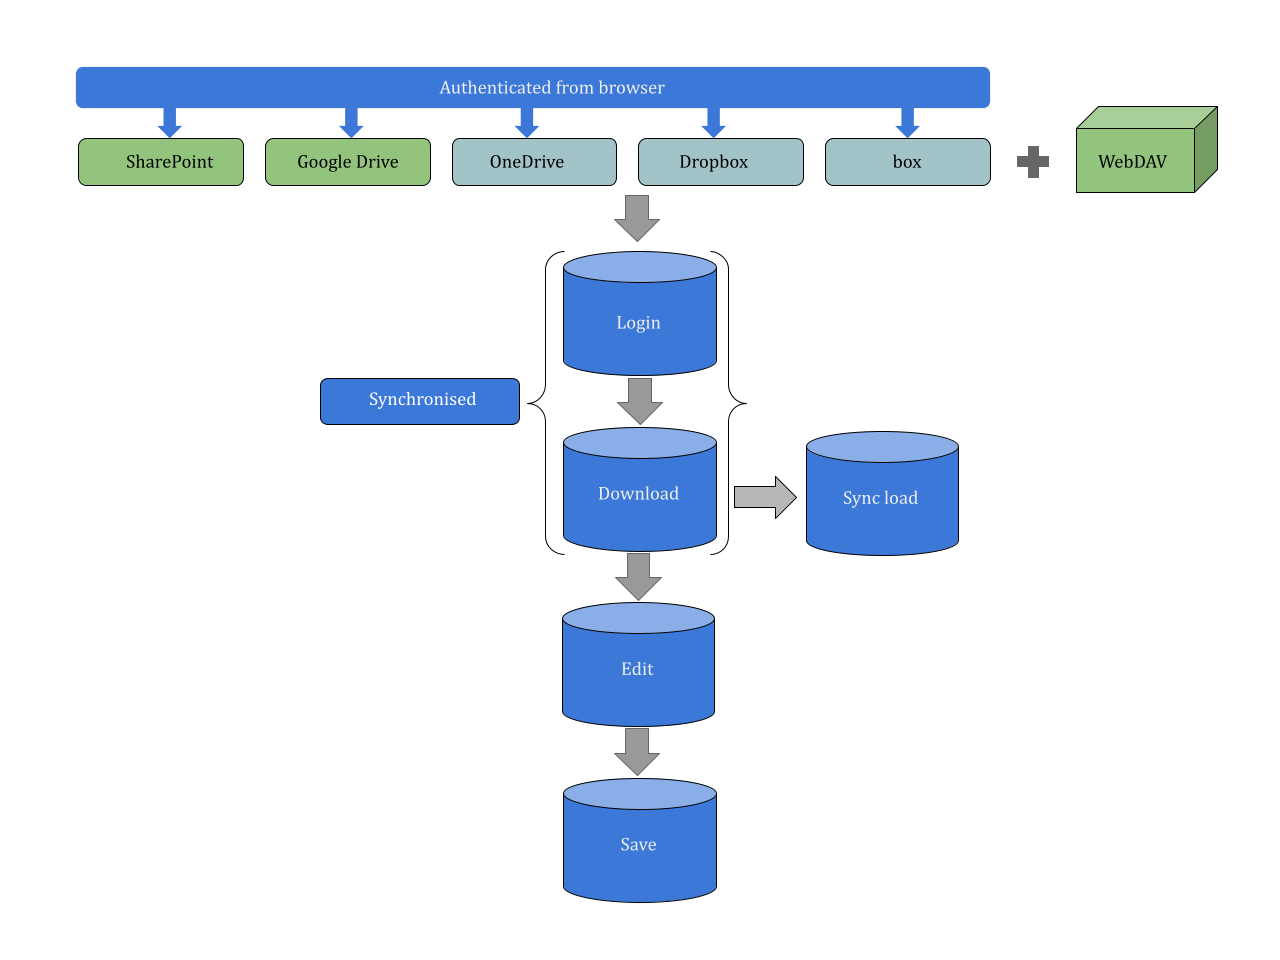 Authenticated from browser
SharePoint
Google Drive
OneDrive
Dropbox
box
WebDAV
Login
Synchronised
Download
Sync load
Edit
Save